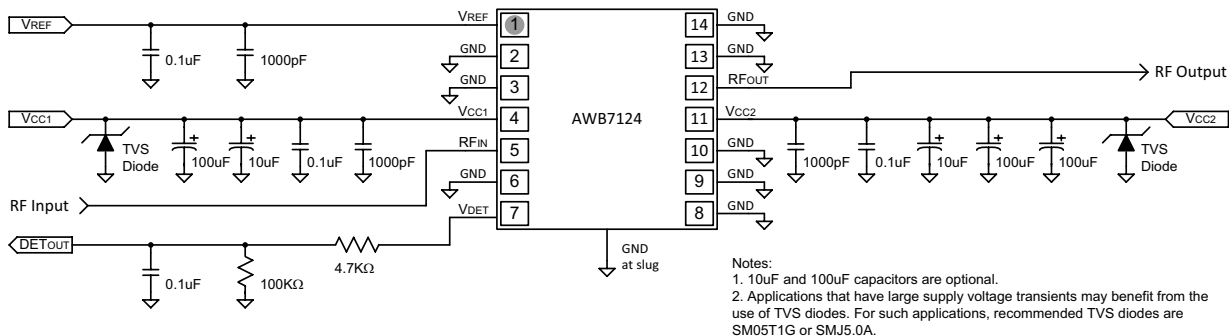 VREF
0.1uF
1000pF
VREF
GND
GND
1
2
3
VCC1
TVS
Diode
100uF
10uF
0.1uF
1000pF
VCC1
4
RF Input
RFIN
5
GND
6
DETOUT
0.1uF
100KΩ
4.7KΩ
VDET
7
AWB7124
GND
at slug
14
GND
13
GND
12
RFOUT
RF Output
11
VCC2
1000pF
0.1uF
10uF
100uF
100uF
TVS
Diode
VCC2
10
GND
9
GND
8
GND
Notes:
1. 10uF and 100uF capacitors are optional.
2. Applications that have large supply voltage transients may benefit from the
use of TVS diodes. For such applications, recommended TVS diodes are
SM05T1G or SMJ5.0A.